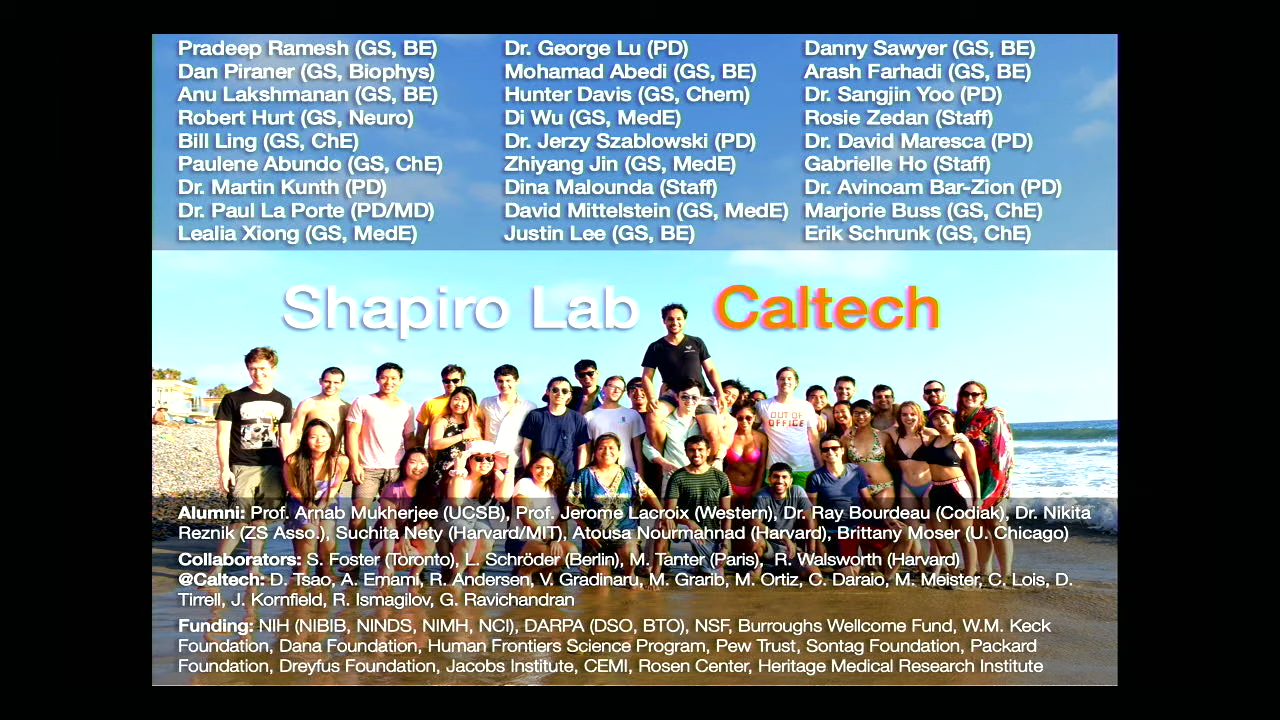 Pradeep Ramesh (GS, BE)
Dan Piraner (GS, Biophys)
Anu Lakshmanan (GS, BE)
Robert Hurt (GS, Neuro)
Bill Ling (GS, ChE)
Paulene Abundo (GS, ChE)
Dr. Martin Kunth (PD)
Dr. Paul La Porte (PD/MD)
Lealia Xiong (GS, MedE)
Dr. George Lu (PD)
Mohamad Abedi (GS, BE)
Hunter Davis (GS, Chem)
Di Wu (GS, MedE)
Dr. Jerzy Szablowski (PD)
Zhiyang Jin (GS, MedE)
Dina Malounda (Staff)
David Mittelstein (GS, MedE)
Justin Lee (GS, BE)
Danny Sawyer (GS, BE)
Arash Farhadi (GS, BE)
Dr. Sangjin Yoo (PD)
Rosie Zedan (Staff)
Dr. David Maresca (PD)
Gabrielle Ho (Staff)
Dr. Avinoam Bar-Zion (PD)
Marjorie Buss (GS, ChE)
Erik Schrunk (GS, ChE)
Shapiro Lab Caltech
OUT OF
OFFICE
Alumni: Prof. Arnab Mukherjee (UCSB), Prof. Jerome Lacroix (Western), Dr. Ray Bourdeau (Codiak), Dr. Nikita
Reznik (ZS Asso.), Suchita Nety (Harvard/MIT), Atousa Nourmahnad (Harvard), Brittany Moser (U. Chicago)
Collaborators: S. Foster (Toronto), L. Schröder (Berlin), M. Tanter (Paris), R. Walsworth (Harvard)
@Caltech: D. Tsao, A. Emami, R. Andersen, V. Gradinaru, M. Grarib, M. Ortiz, C. Daraio, M. Meister, C. Lois, D.
Tirrell, J. Kornfield, R. Ismagilov, G. Ravichandran
Funding: NIH (NIBIB, NINDS, NIMH, NCI), DARPA (DSO, BTO), NSF, Burroughs Wellcome Fund, W.M. Keck
Foundation, Dana Foundation, Human Frontiers Science Program, Pew Trust, Sontag Foundation, Packard
Foundation, Dreyfus Foundation, Jacobs Institute, CEMI, Rosen Center, Heritage Medical Research Institute